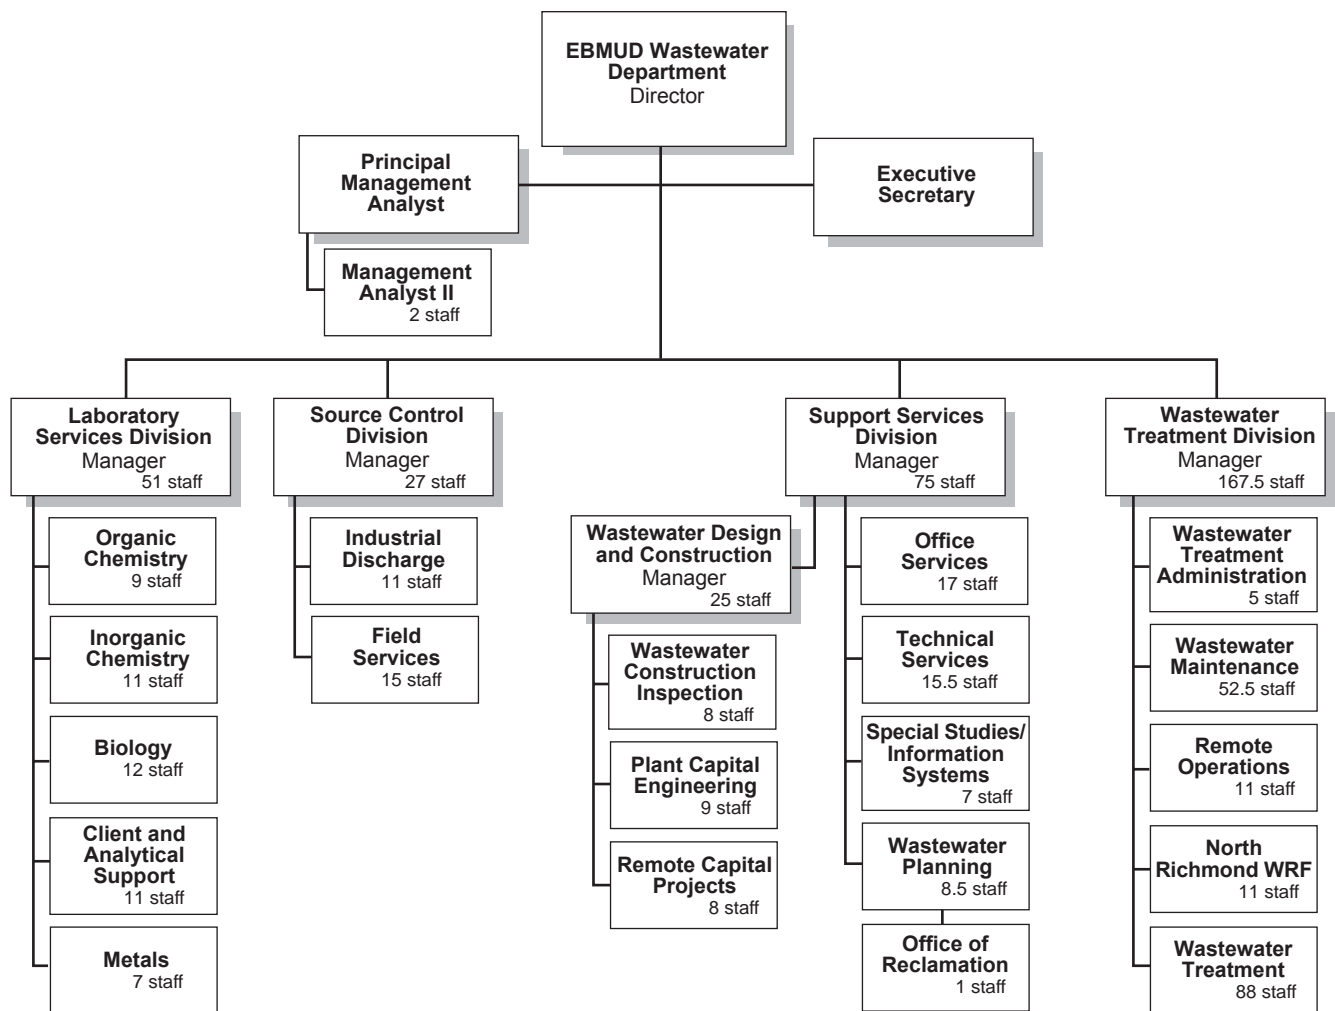 EBMUD Wastewater
Department
Director
Principal
Management
Analyst
Executive
Secretary
Management
Analyst II
2 staff
Laboratory
Services Division
Manager
51 staff
Organic
Chemistry
9 staff
Inorganic
Chemistry
11 staff
Biology
12 staff
Client and
Analytical
Support
11 staff
Metals
7 staff
Source Control
Division
Manager
27 staff
Industrial
Discharge
11 staff
Field
Services
15 staff
Support Services
Division
Manager
75 staff
Wastewater Design
and Construction
Manager
25 staff
Wastewater
Construction
Inspection
8 staff
Plant Capital
Engineering
9 staff
Remote Capital
Projects
8 staff
Office
Services
17 staff
Technical
Services
15.5 staff
Special Studies/
Information
Systems
7 staff
Wastewater
Planning
8.5 staff
Office of
Reclamation
1 staff
Wastewater
Treatment Division
Manager
167.5 staff
Wastewater
Treatment
Administration
5 staff
Wastewater
Maintenance
52.5 staff
Remote
Operations
11 staff
North
Richmond WRF
11 staff
Wastewater
Treatment
88 staff